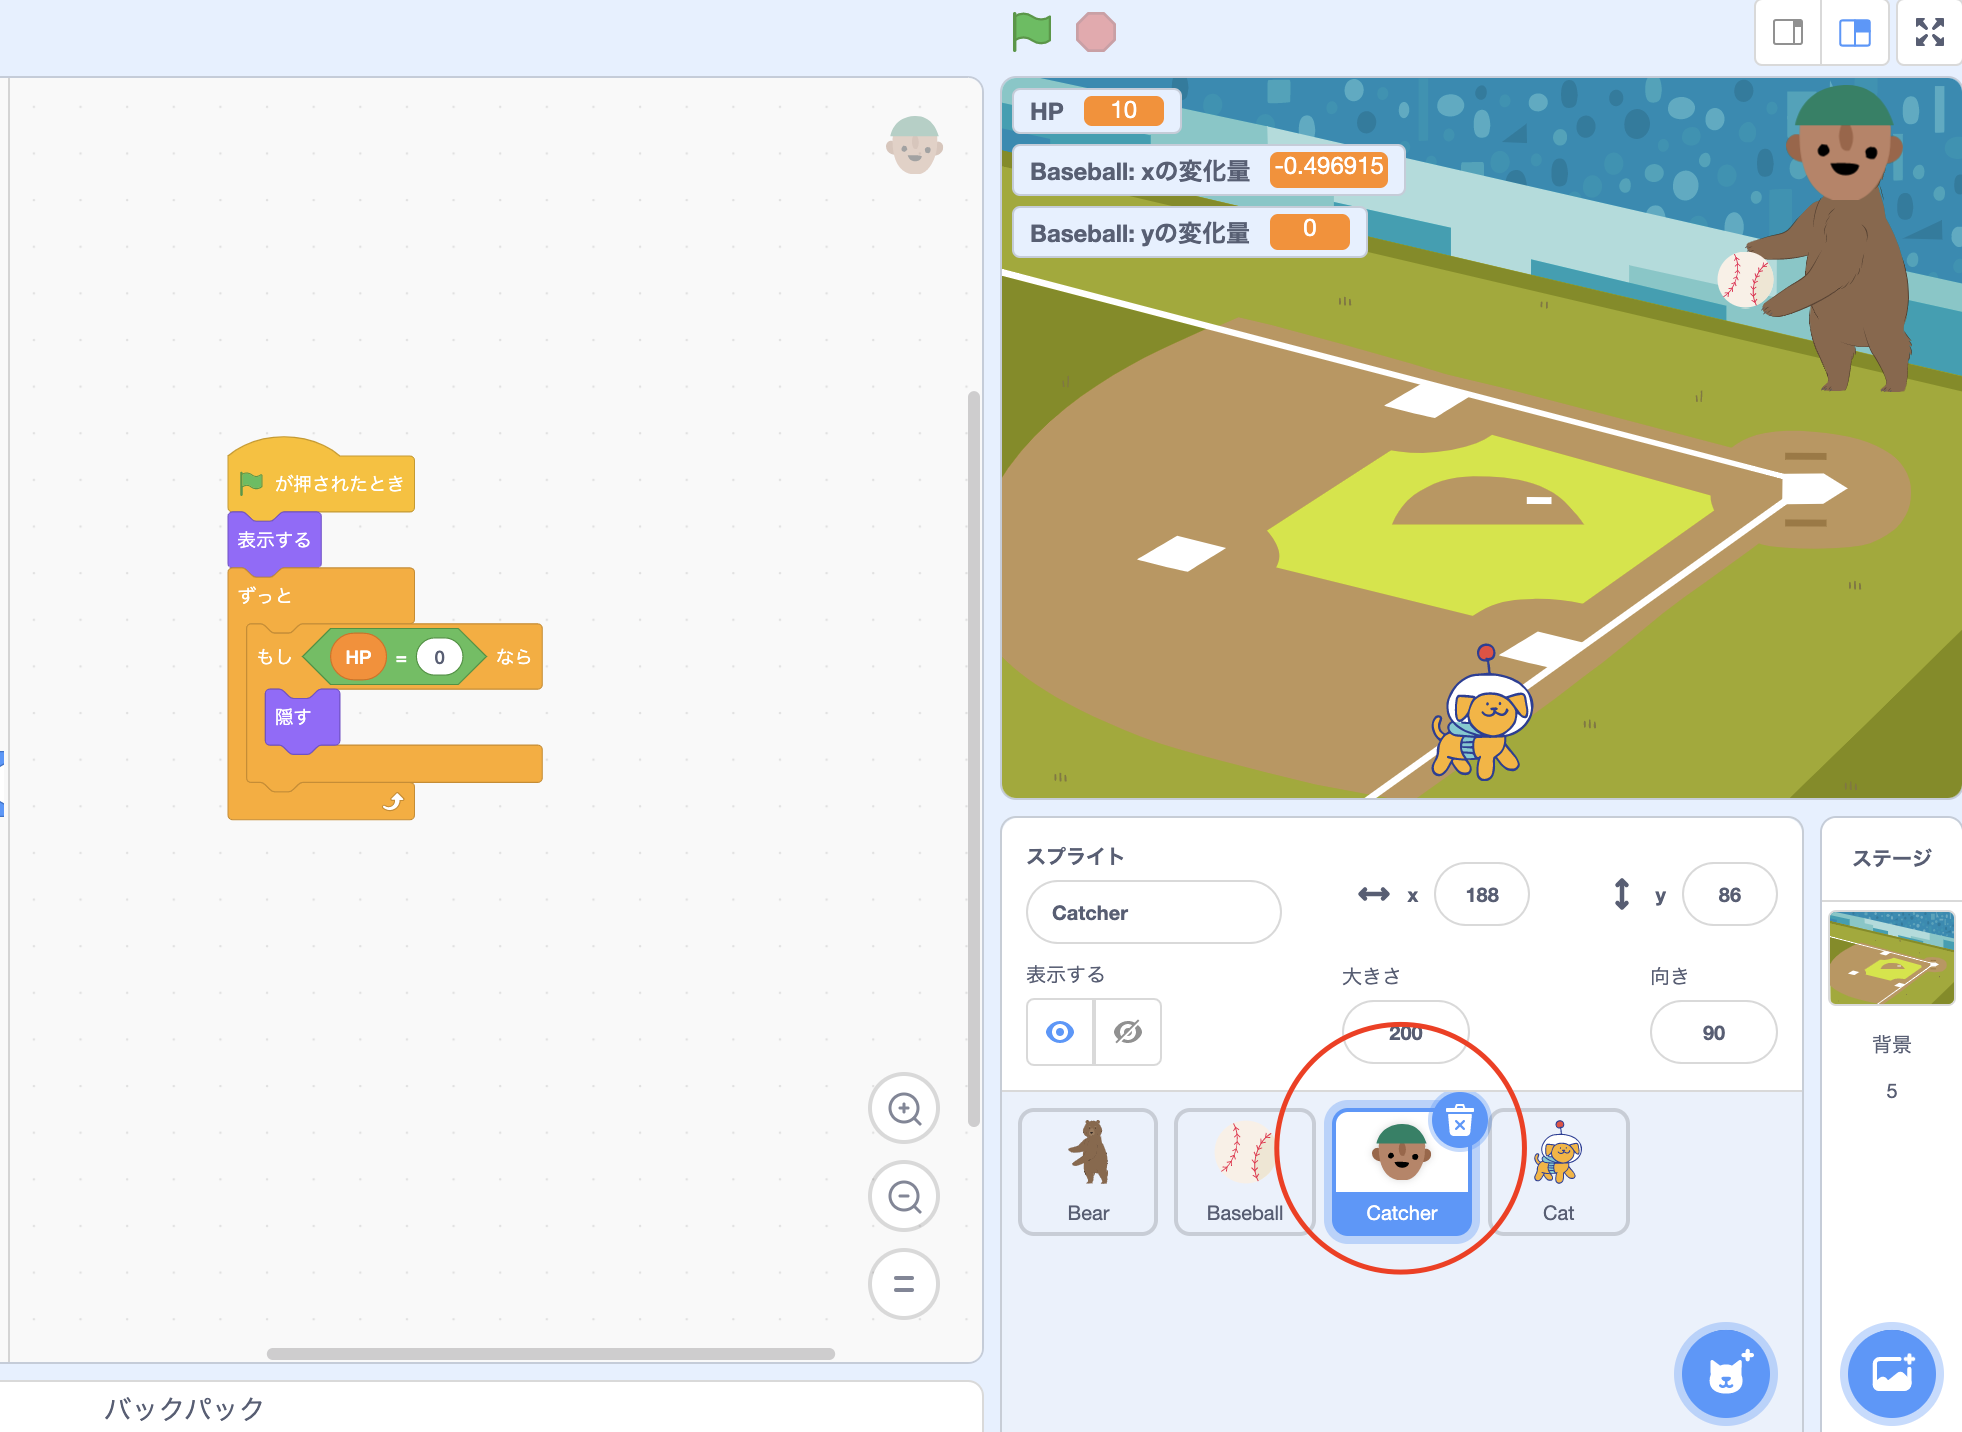 HP 10
Baseball: xの変化量 -0.496915
Baseball: yの変化量 0
が押されたとき
表示する
ずっと
もし HP = 0 なら
隠す
スプライト
Catcher
x 188
y 86
表示する
大きさ
向き
200
90
Bear
Baseball
Catcher
Cat
ステージ
背景
5
バックパック